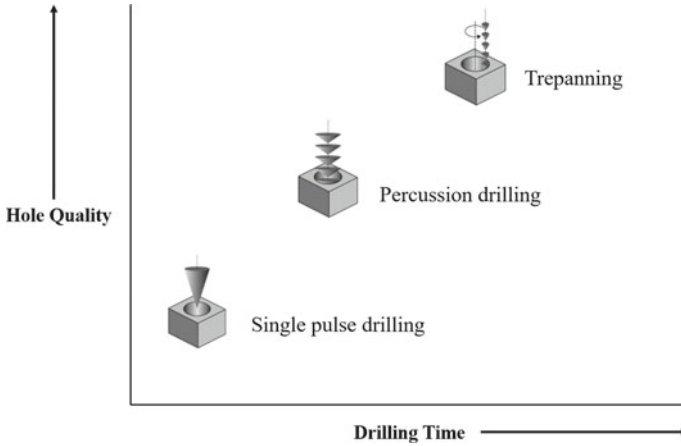 Trepanning
Percussion drilling
Hole Quality
Single pulse drilling
Drilling Time